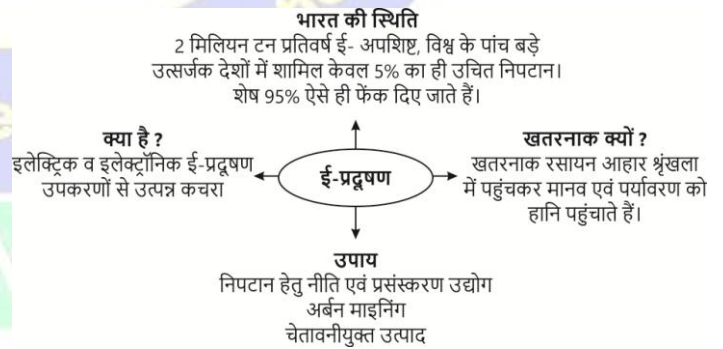 भारत की स्थिति
2 मिलियन टन प्रतिवर्ष ई- अपशिष्ट, विश्व के पांच बड़े
उत्सर्जक देशों में शामिल केवल 5% का ही उचित निपटान।
शेष 95% ऐसे ही फेंक दिए जाते हैं।
क्या है ?
इलेक्ट्रिक व इलेक्ट्रॉनिक ई-प्रदूषण
उपकरणों से उत्पन्न कचरा
ई-प्रदूषण
खतरनाक क्यों ?
खतरनाक रसायन आहार श्रृंखला
में पहुंचकर मानव एवं पर्यावरण को
हानि पहुंचाते हैं।
उपाय
निपटान हेतु नीति एवं प्रसंस्करण उद्योग
अर्बन माइनिंग
चेतावनीयुक्त उत्पाद